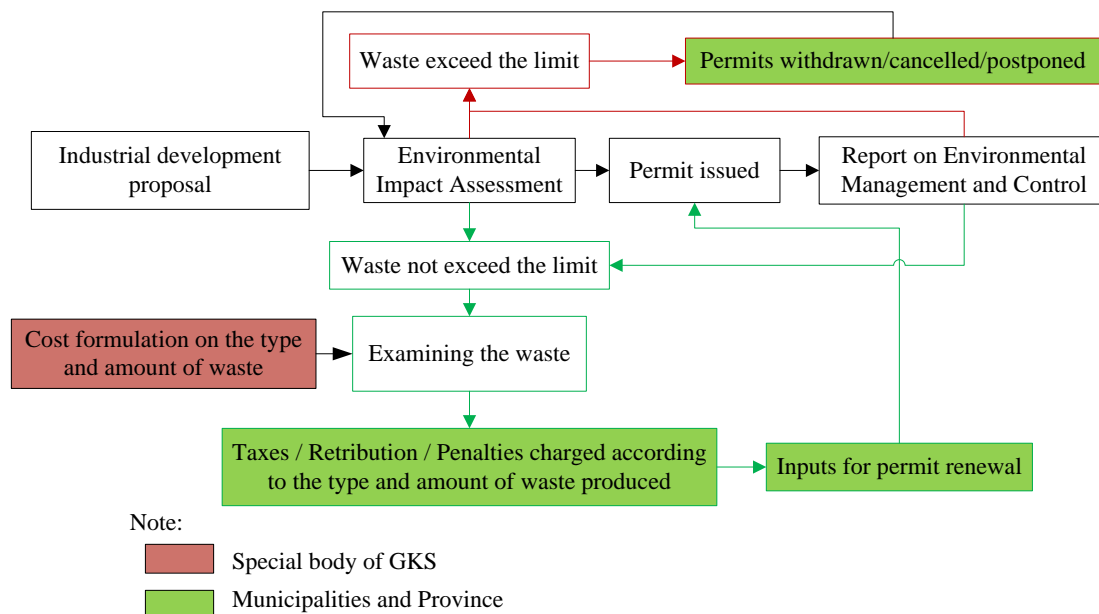 Waste exceed the limit
Permits withdrawn/cancelled/postponed
Industrial development
proposal
Environmental
Impact Assessment
Permit issued
Report on Environmental
Management and Control
Waste not exceed the limit
Cost formulation on the type
and amount of waste
Examining the waste
Taxes / Retribution / Penalties charged according
to the type and amount of waste produced
Inputs for permit renewal
Note:
Special body of GKS
Municipalities and Province